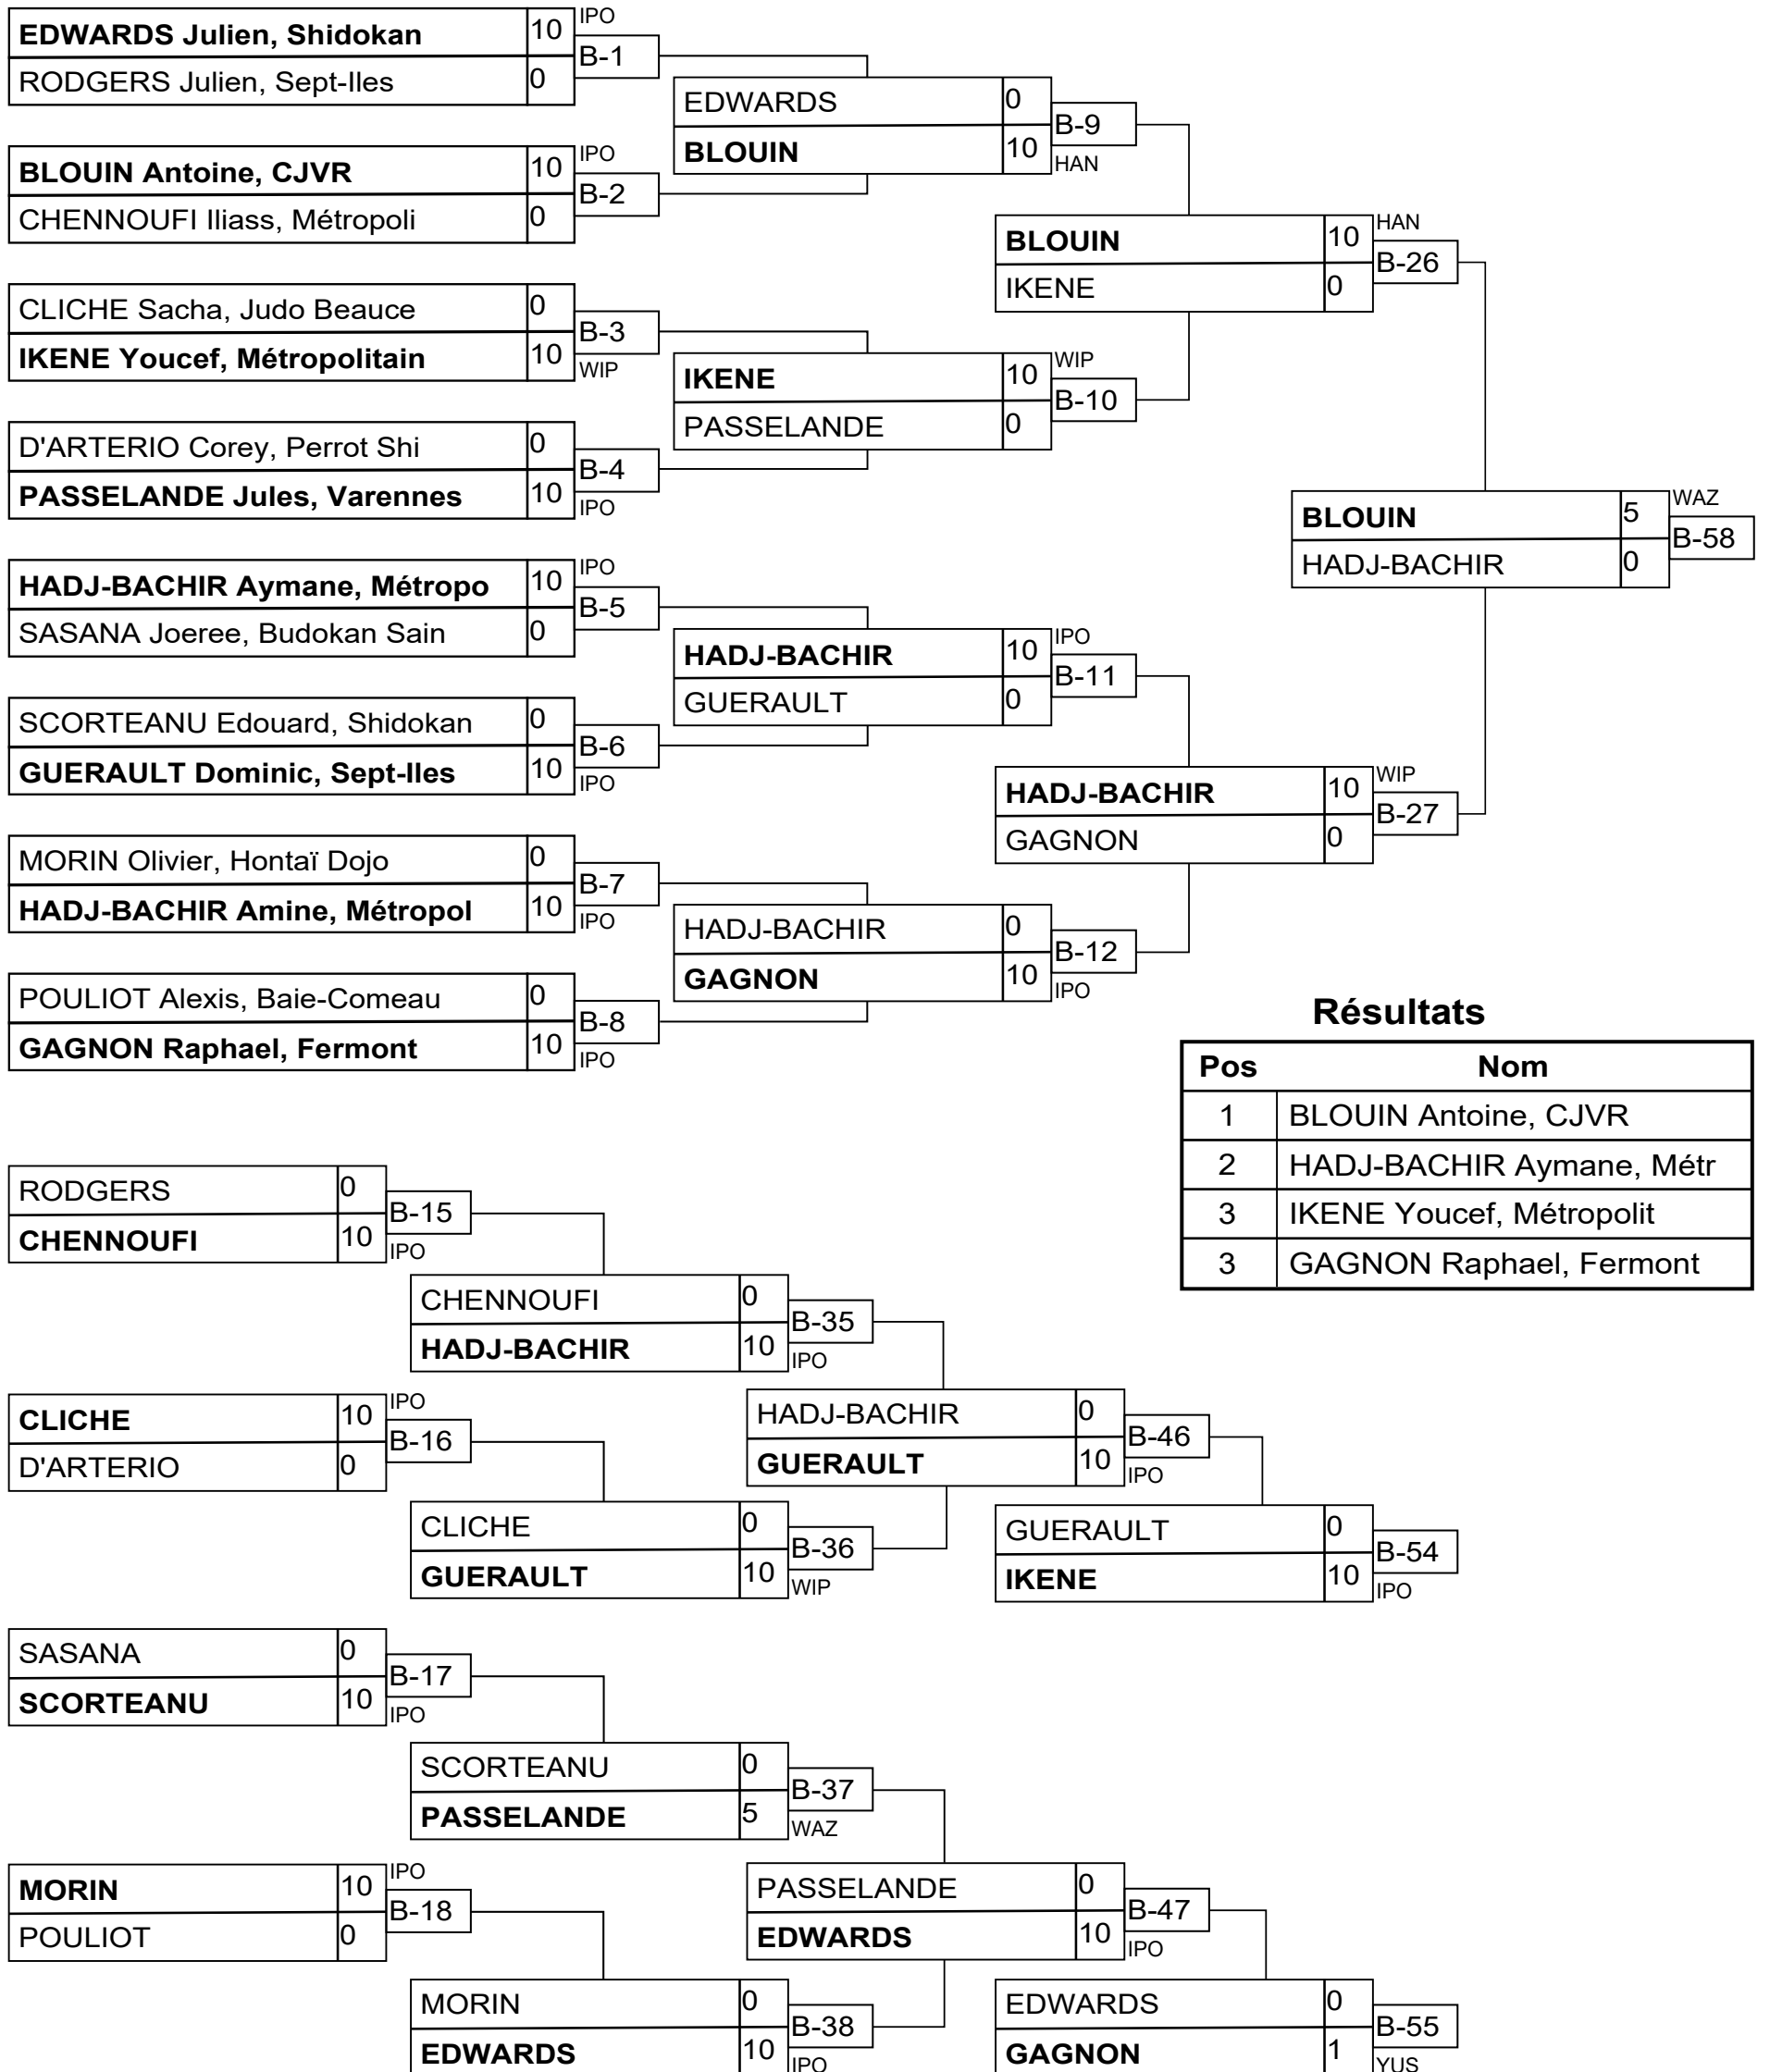 EDWARDS Julien, Shidokan 10 IPO
B-1
RODGERS Julien, Sept-Iles 0
BLOUIN Antoine, CJVR 10 IPO
B-2
CHENNOUFI Iliass, Métropoli 0
CLICHE Sacha, Judo Beauce 0
B-3
IKENE Youcef, Métropolitain 10 WIP
D'ARTERIO Corey, Perrot Shi 0
B-4
PASSELANDE Jules, Varennes 10 IPO
HADJ-BACHIR Aymane, Métropo 10 IPO
B-5
SASANA Joeree, Budokan Sain 0
SCORTEANU Edouard, Shidokan 0
B-6
GUERAULT Dominic, Sept-Iles 10 IPO
MORIN Olivier, Hontaï Dojo 0
B-7
HADJ-BACHIR Amine, Métropol 10 IPO
POULIOT Alexis, Baie-Comeau 0
B-8
GAGNON Raphael, Fermont 10 IPO
EDWARDS 0
B-9
BLOUIN 10 HAN
IKENE 10 WIP
B-10
PASSELANDE 0
HADJ-BACHIR 10 IPO
B-11
GUERAULT 0
HADJ-BACHIR 0
B-12
GAGNON 10 IPO
BLOUIN 10 HAN
B-26
IKENE 0
HADJ-BACHIR 10 WIP
B-27
GAGNON 0
BLOUIN 5 WAZ
B-58
HADJ-BACHIR 0
Résultats
Pos Nom
1 BLOUIN Antoine, CJVR
2 HADJ-BACHIR Aymane, Métr
3 IKENE Youcef, Métropolit
3 GAGNON Raphael, Fermont
RODGERS 0
B-15
CHENNOUFI 10 IPO
CLICHE 10 IPO
B-16
D'ARTERIO 0
SASANA 0
B-17
SCORTEANU 10 IPO
MORIN 10 IPO
B-18
POULIOT 0
CHENNOUFI 0
B-35
HADJ-BACHIR 10 IPO
CLICHE 0
B-36
GUERAULT 10 WIP
SCORTEANU 0
B-37
PASSELANDE 5 WAZ
MORIN 0
B-38
EDWARDS 10 IPO
HADJ-BACHIR 0
B-46
GUERAULT 10 IPO
PASSELANDE 0
B-47
EDWARDS 10 IPO
GUERAULT 0
B-54
IKENE 10 IPO
EDWARDS 0
B-55
GAGNON 1 YUS